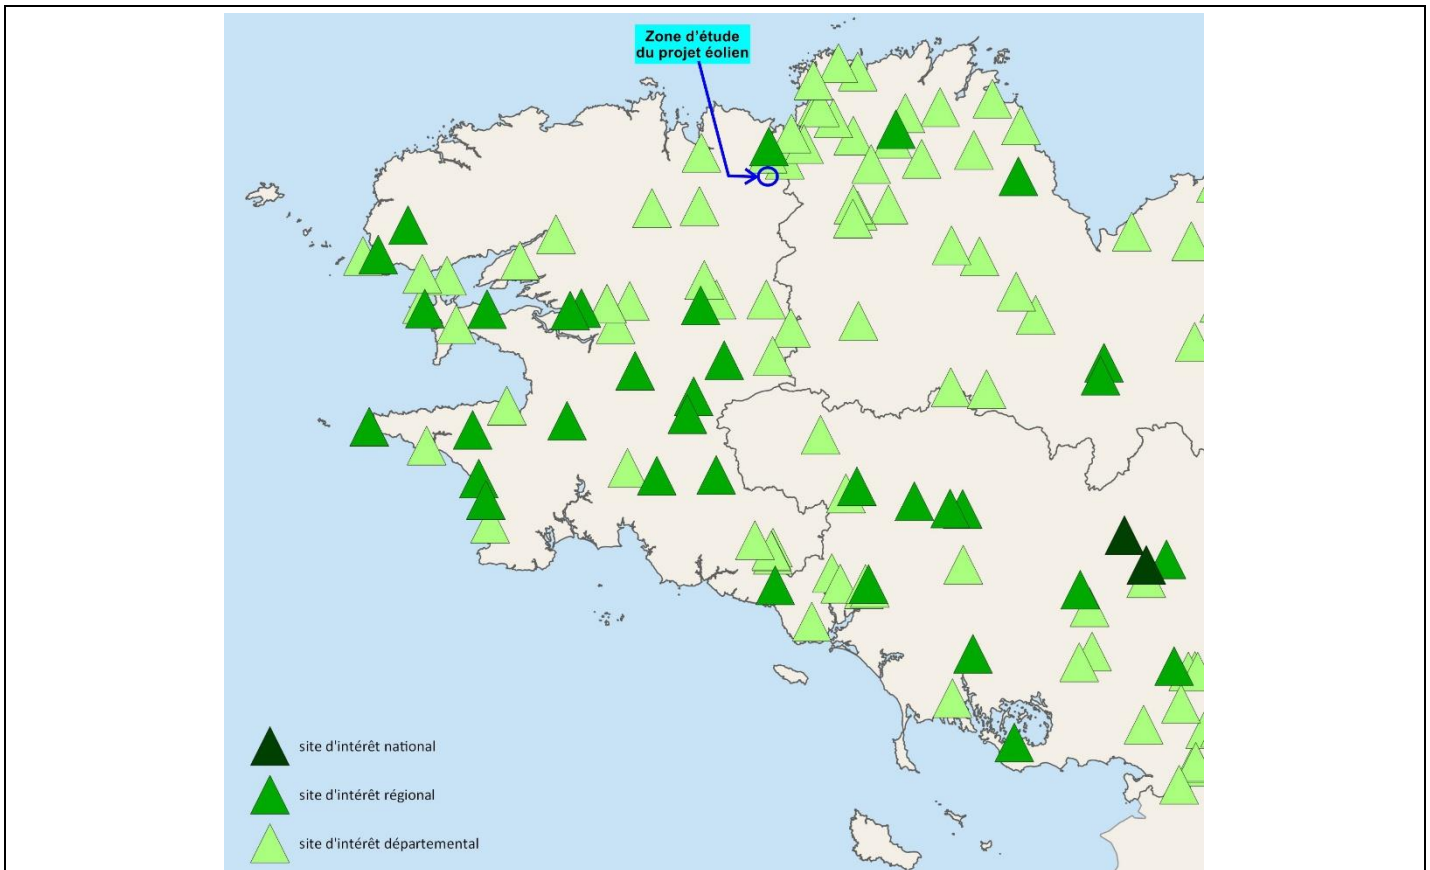 Zone d'étude
du projet éolien
site d'intérêt national
site d'intérêt régional
site d'intérêt départemental